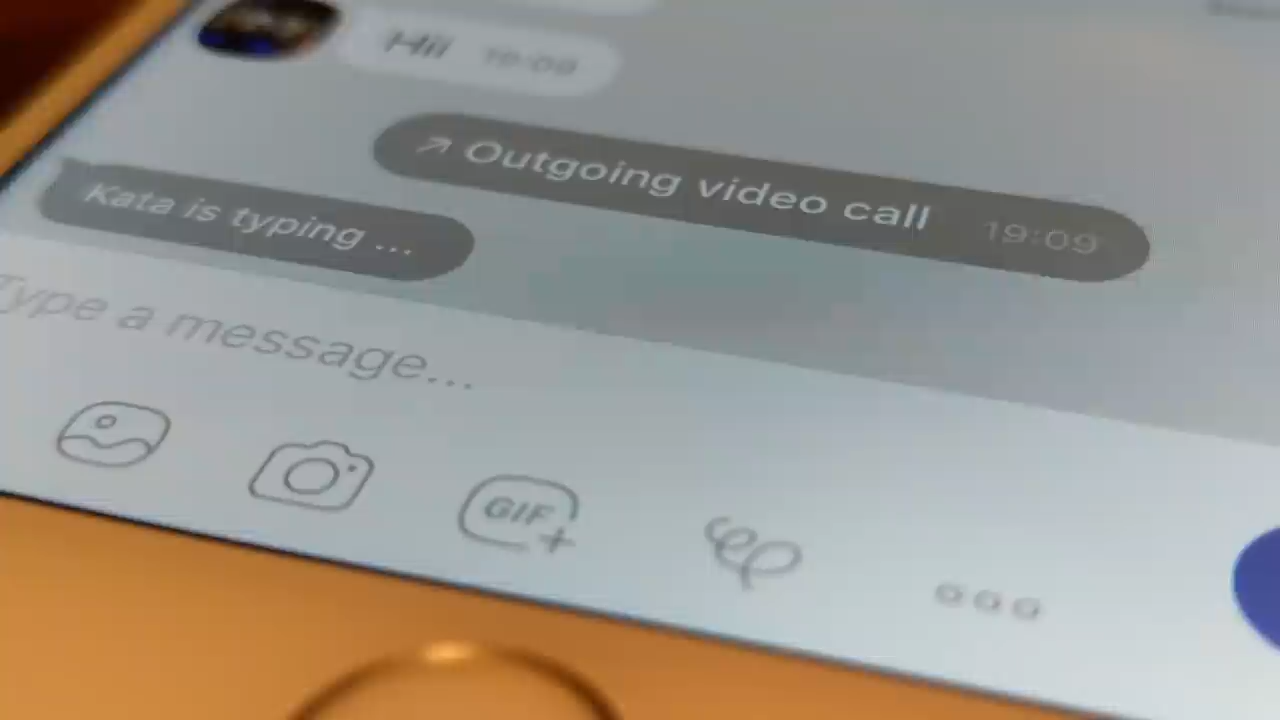 Hii 19:09
↗ Outgoing video call 19:09
Kata is typing ...
Type a message...
GIF